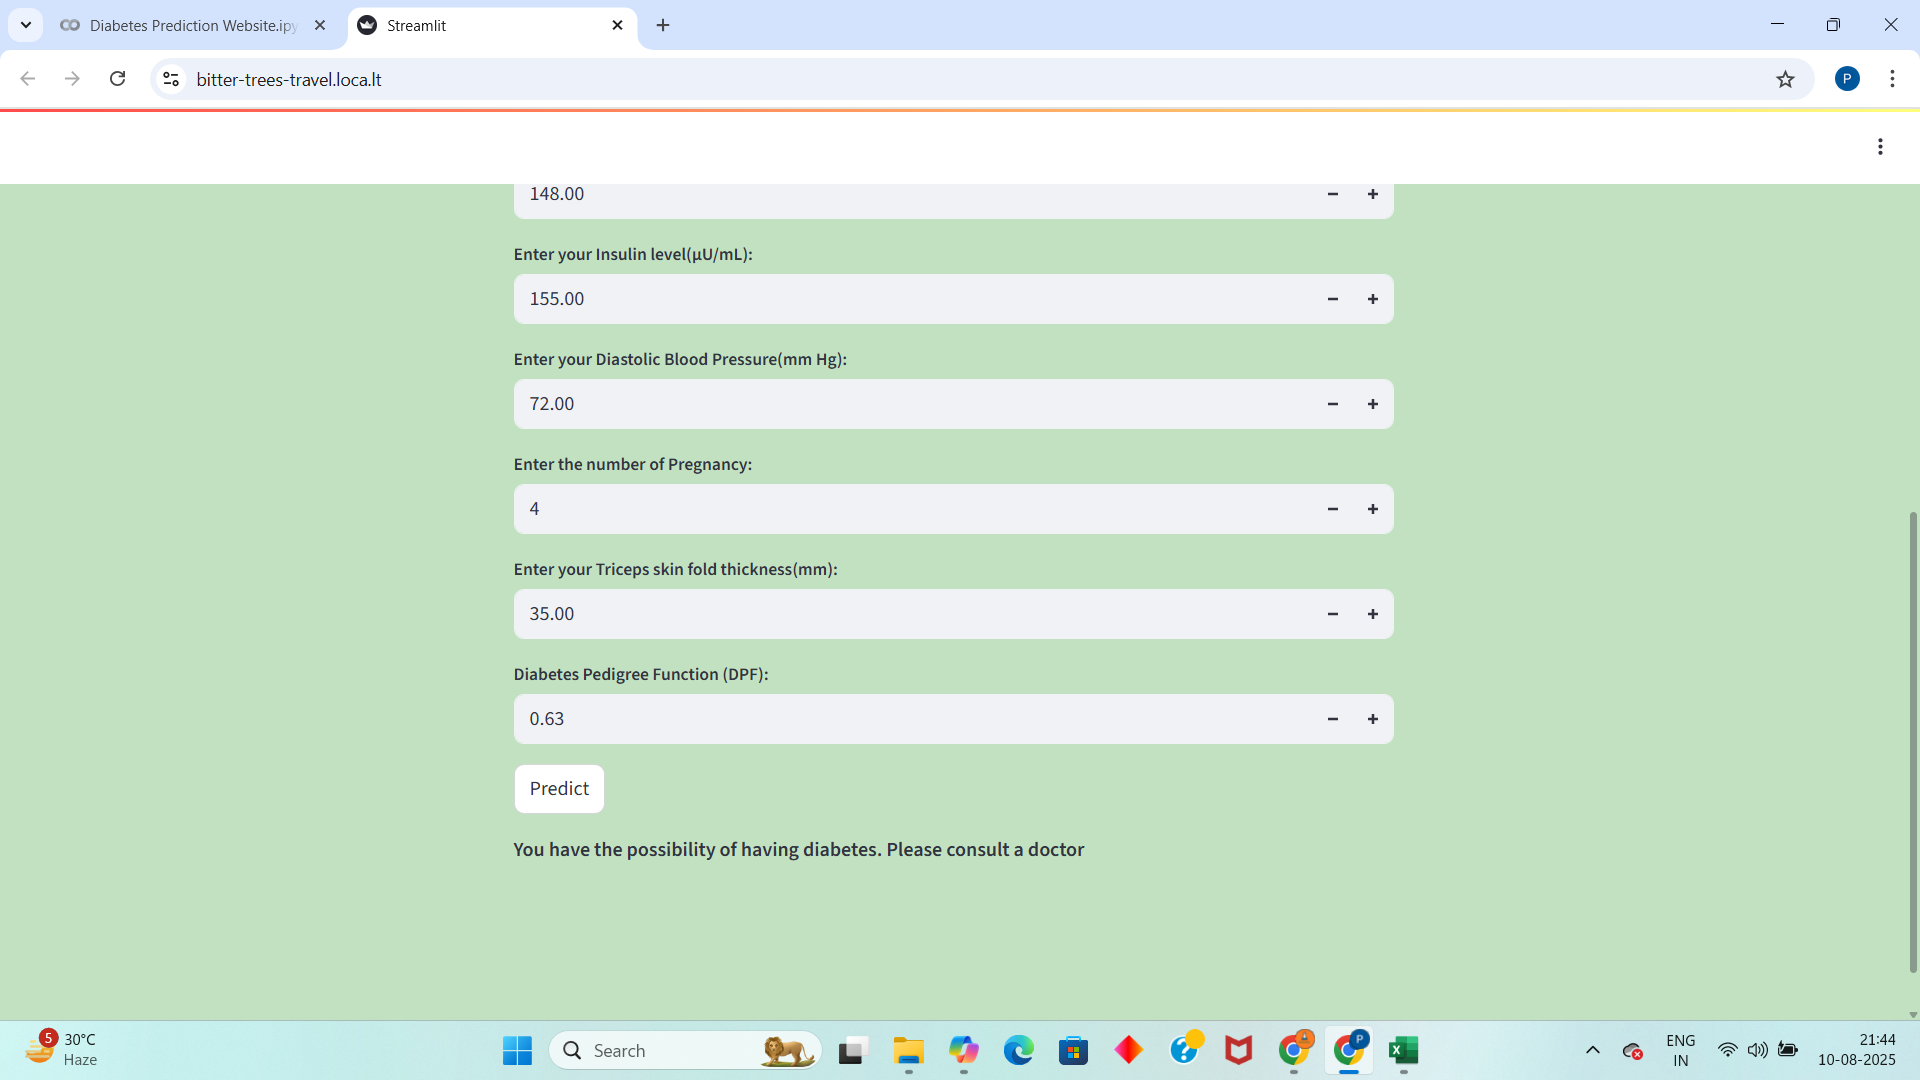 Diabetes Prediction Website.ipy
Streamlit
bitter-trees-travel.loca.lt
P
148.00
Enter your Insulin level(µU/mL):
155.00
Enter your Diastolic Blood Pressure(mm Hg):
72.00
Enter the number of Pregnancy:
4
Enter your Triceps skin fold thickness(mm):
35.00
Diabetes Pedigree Function (DPF):
0.63
Predict
You have the possibility of having diabetes. Please consult a doctor
5
30°C
Haze
Search
P
ENG
IN
21:44
10-08-2025